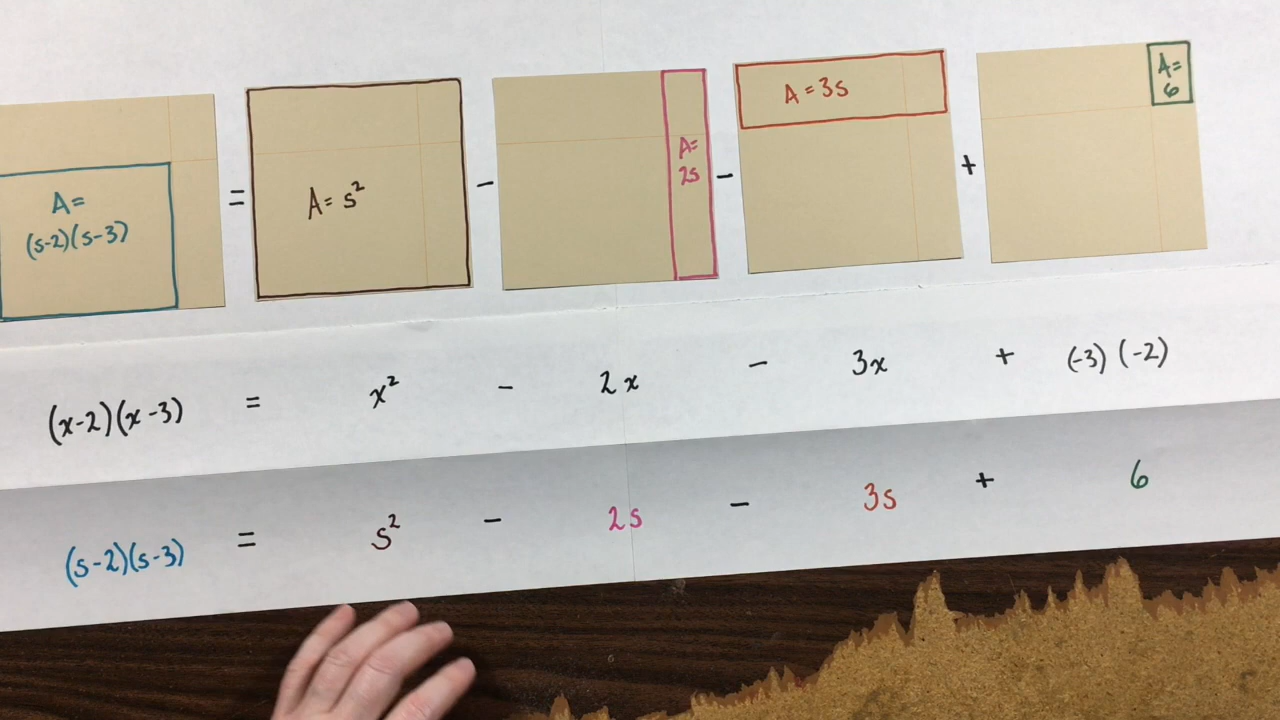 A=
(s-2)(s-3)
=
A = s²
-
A=
2s
-
A = 3s
+
A=
6
(x-2)(x-3) = x² - 2x - 3x + (-3)(-2)
(s-2)(s-3) = s² - 2s - 3s + 6